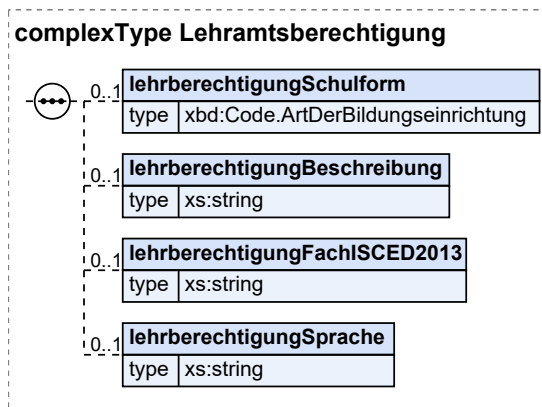 complexType Lehramtsberechtigung
0..1 lehrberechtigungSchulform
type xbd:Code.ArtDerBildungseinrichtung
0..1 lehrberechtigungBeschreibung
type xs:string
0..1 lehrberechtigungFachISCED2013
type xs:string
0..1 lehrberechtigungSprache
type xs:string